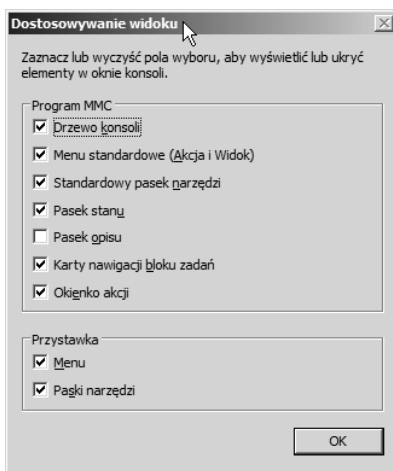 Dostosowywanie widoku
Zaznacz lub wyczyść pola wyboru, aby wyświetlić lub ukryć
elementy w oknie konsoli.
Program MMC
Drzewo konsoli
Menu standardowe (Akcja i Widok)
Standardowy pasek narzędzi
Pasek stanu
Pasek opisu
Karty nawigacji bloku zadań
Okienko akcji
Przystawka
Menu
Paski narzędzi
OK